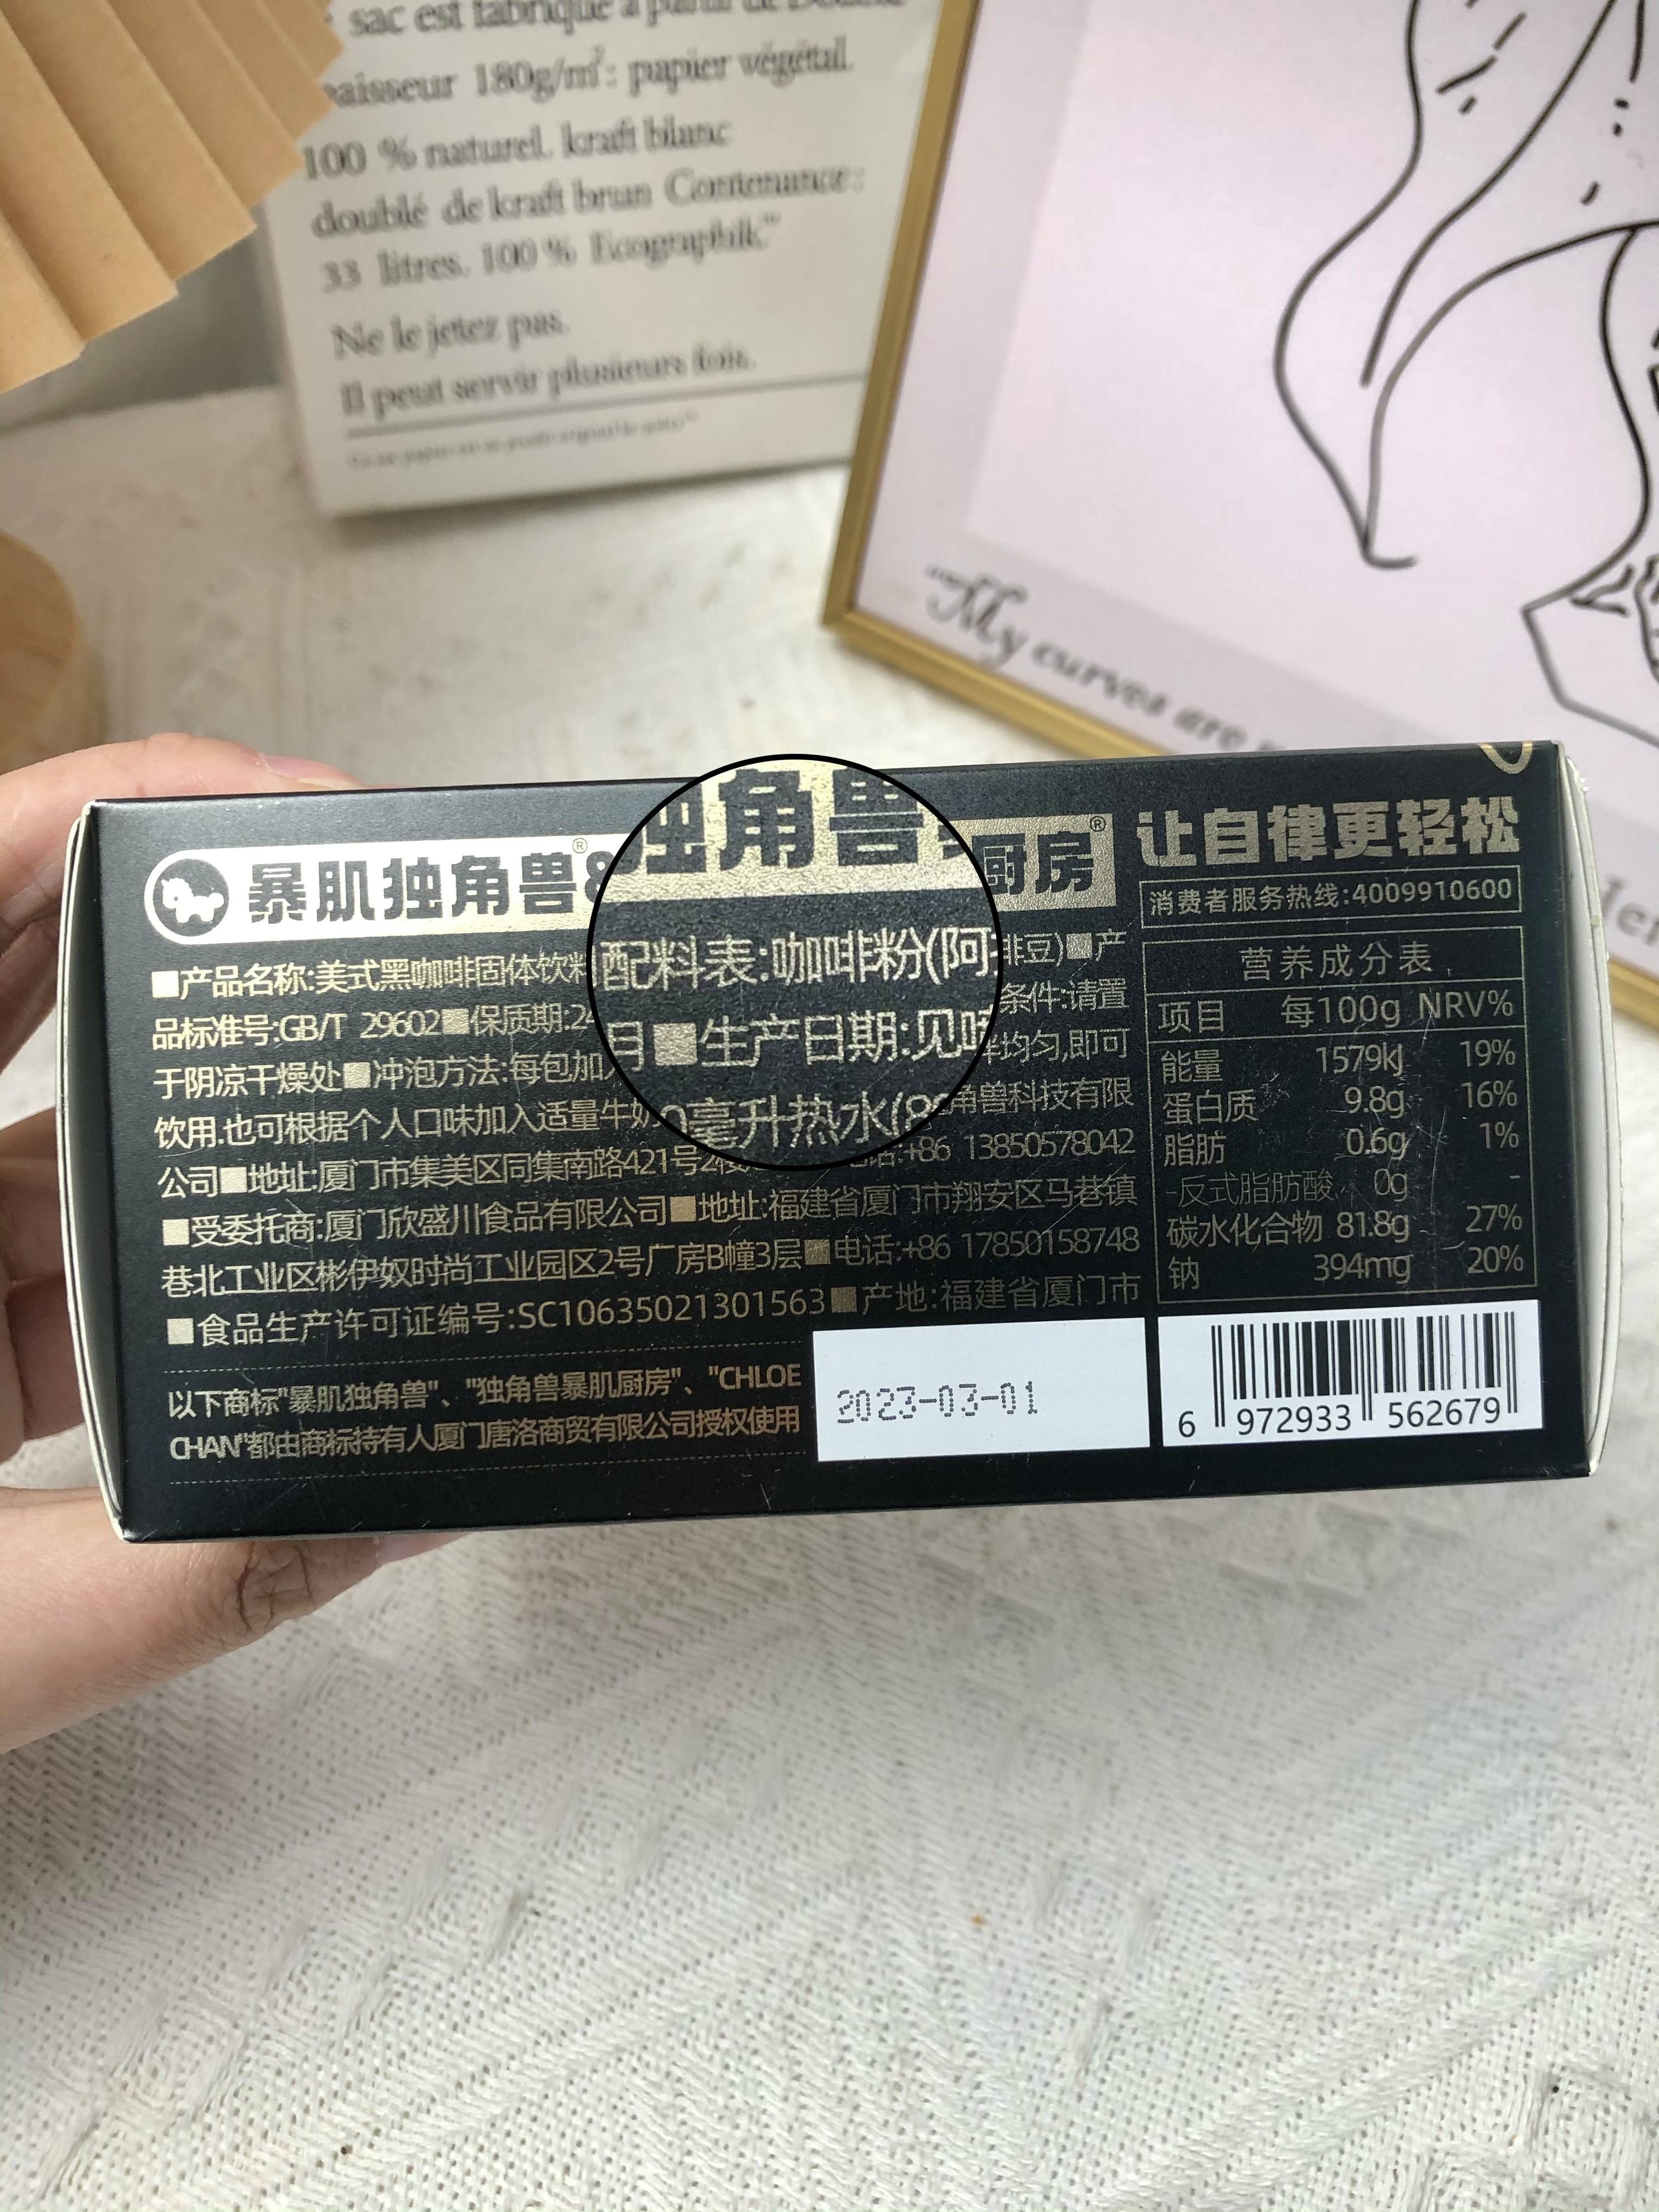 sac est fabriqué à partir de Double
paisseur 180g/m²: papier végétal.
100 % naturel. kraft blanc
doublé de kraft brun Contenance:
33 litres. 100 % Ecographik."
Ne le jetez pas.
Il peut servir plusieurs fois.
"My curves are
暴肌独角兽®&
独角兽
厨房®
■产品名称:美式黑咖啡固体饮料
配料表:咖啡粉(阿
啡豆)■产
品标准号:GB/T 29602■保质期:2
月■生产日期:见
条件:请置
于阴凉干燥处■冲泡方法:每包加入
0毫升热水(8
拌均匀,即可
饮用.也可根据个人口味加入适量牛奶
角兽科技有限
公司■地址:厦门市集美区同集南路421号2楼
电话:+86 13850578042
■受委托商:厦门欣盛川食品有限公司■地址:福建省厦门市翔安区马巷镇
巷北工业区彬伊奴时尚工业园区2号厂房B幢3层■电话:+86 17850158748
■食品生产许可证编号:SC10635021301563■产地:福建省厦门市
以下商标"暴肌独角兽"、"独角兽暴肌厨房"、"CHLOE
CHAN"都由商标持有人厦门唐洛商贸有限公司授权使用
2023-03-01
让自律更轻松
消费者服务热线:4009910600
营养成分表
项目 每100g NRV%
能量 1579kJ 19%
蛋白质 9.8g 16%
脂肪 0.6g 1%
-反式脂肪酸 0g -
碳水化合物 81.8g 27%
钠 394mg 20%
6 972933 562679